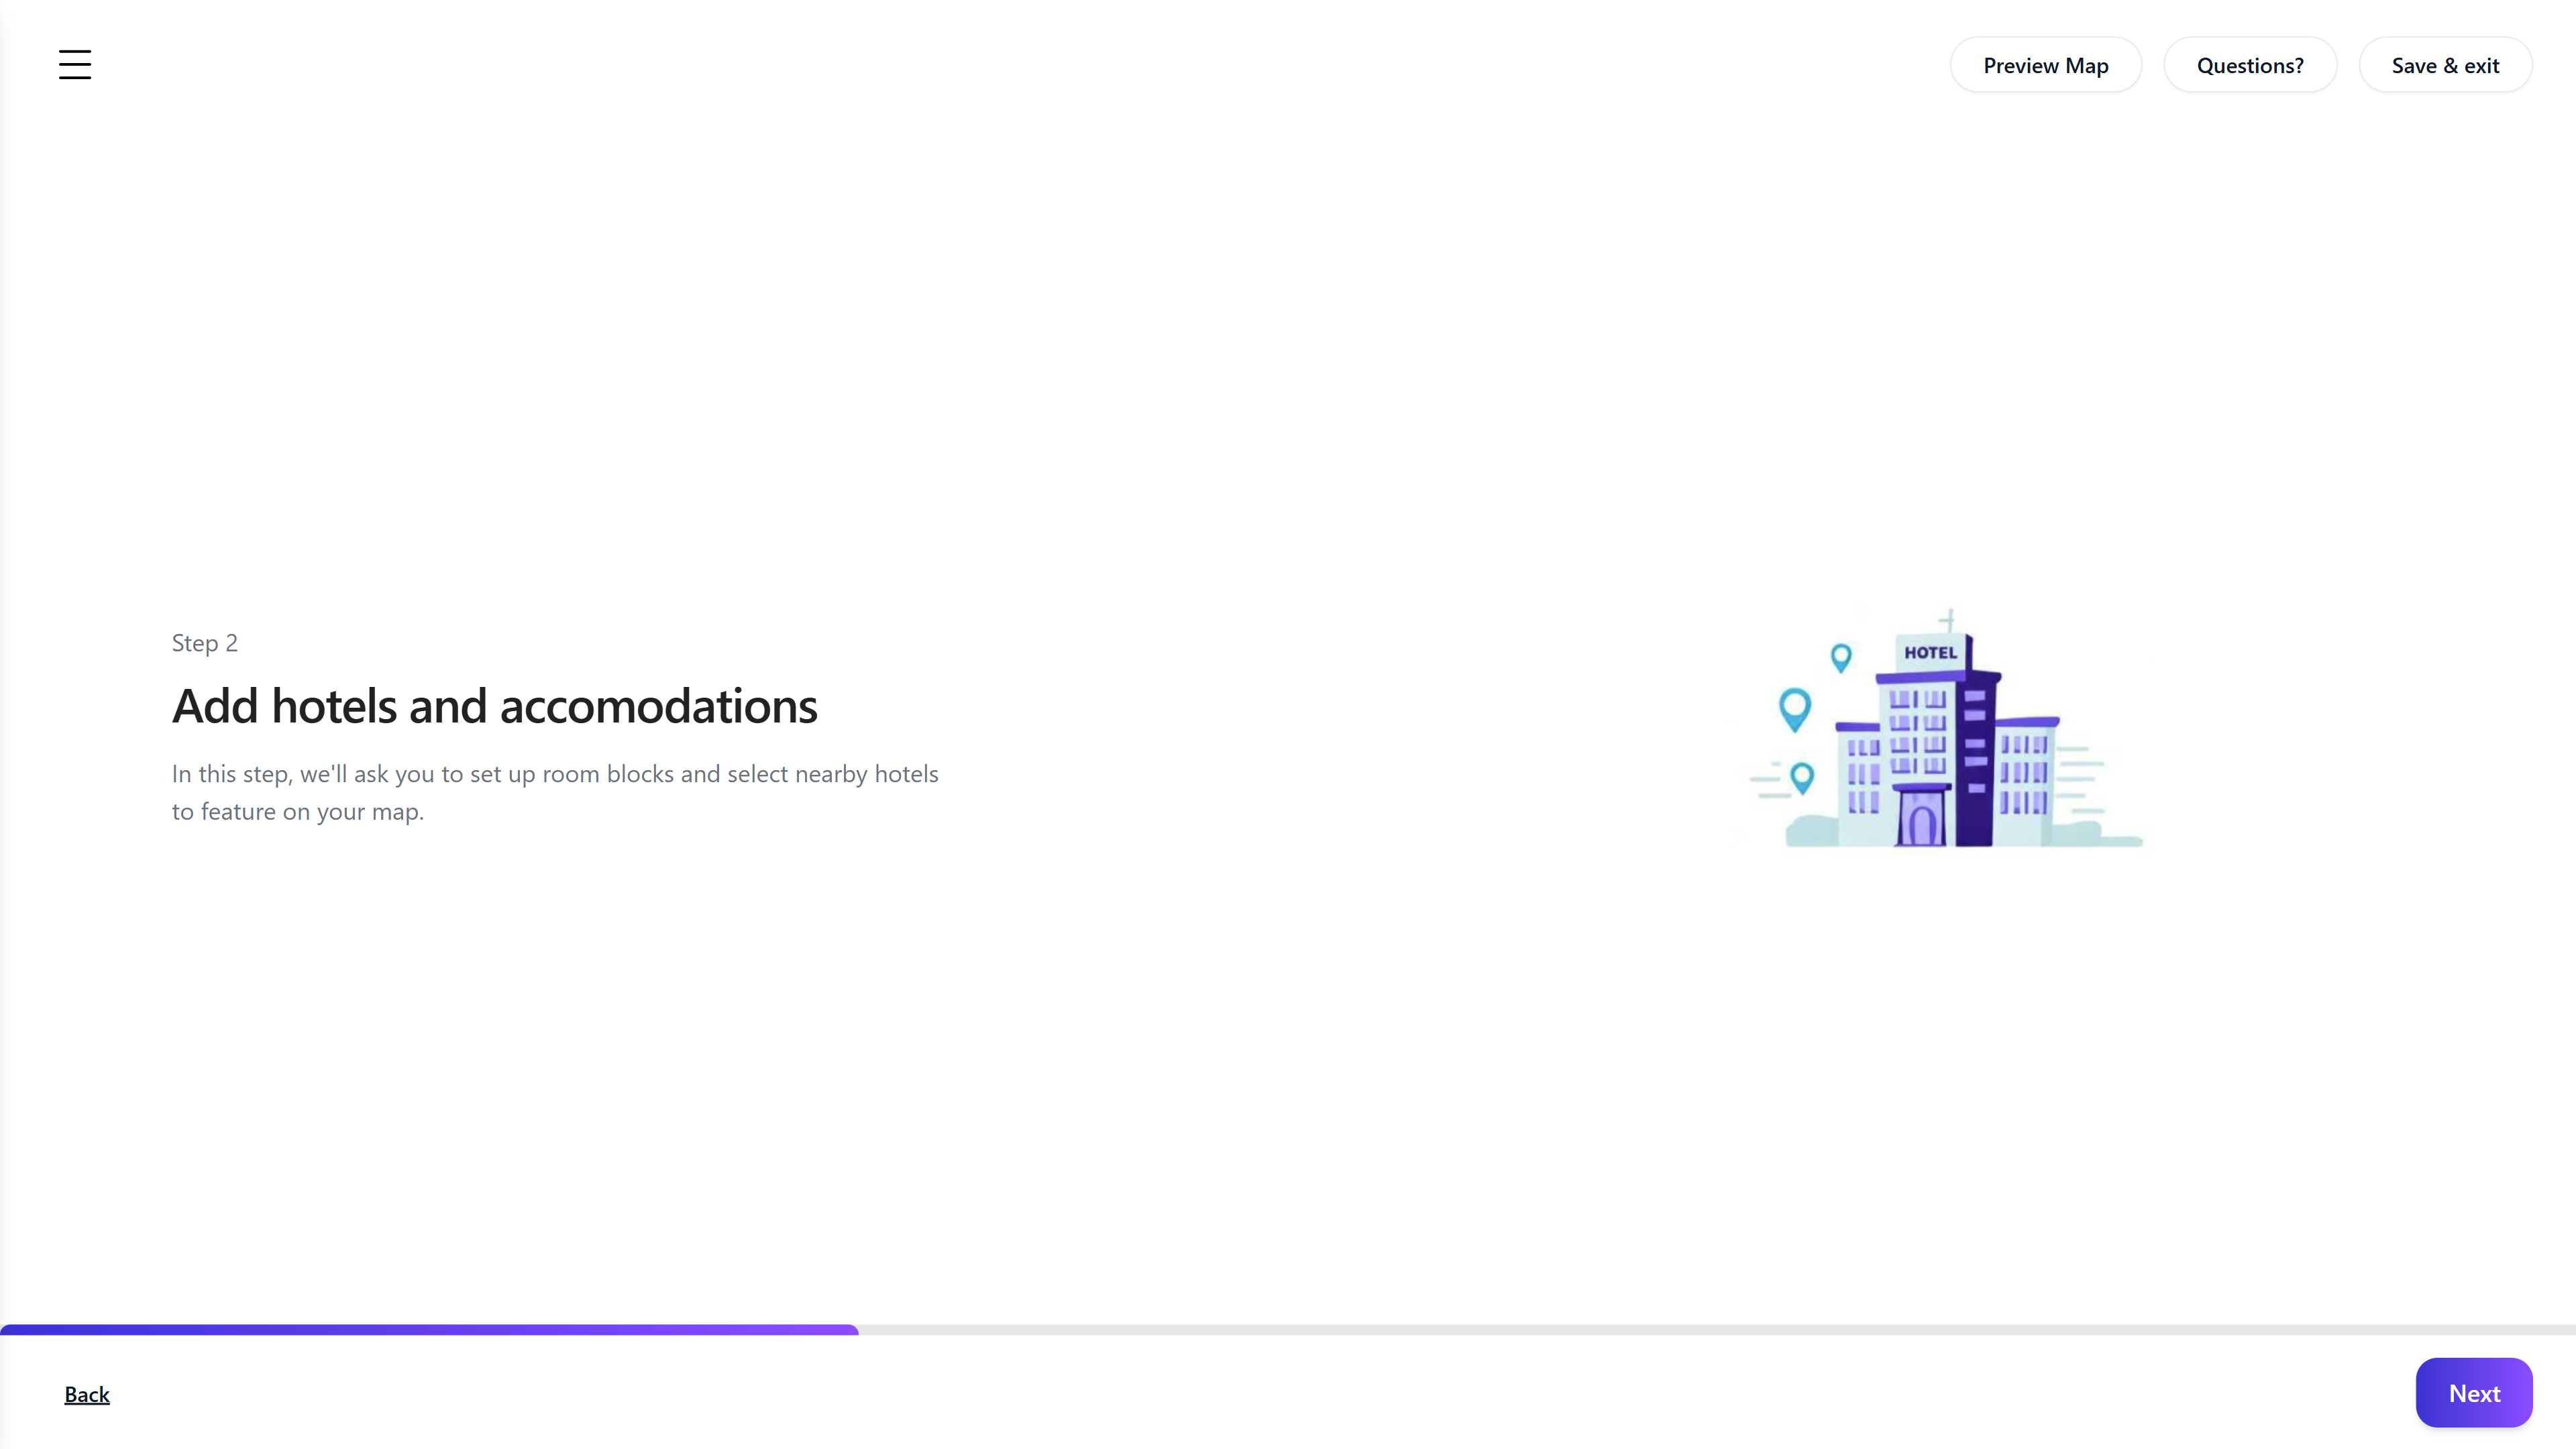 Preview Map
Questions?
Save & exit
Step 2
Add hotels and accomodations
In this step, we'll ask you to set up room blocks and select nearby hotels
to feature on your map.
HOTEL
Back
Next